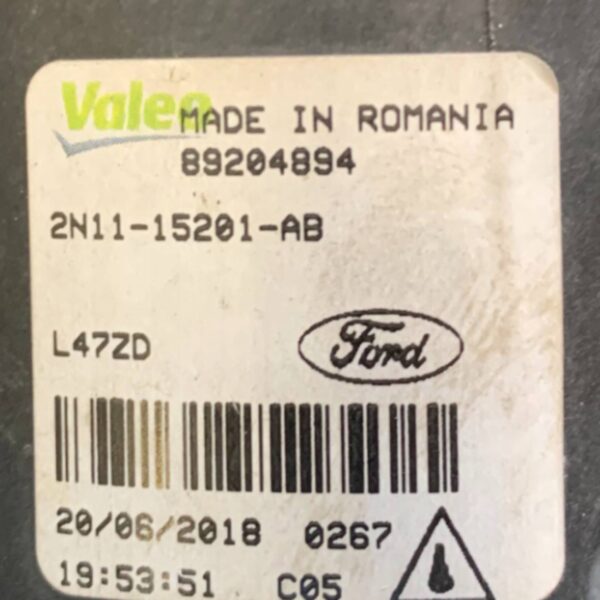 Valeo MADE IN ROMANIA
89204894
2N11-15201-AB
L47ZD Ford
20/06/2018 0267
19:53:51 C05